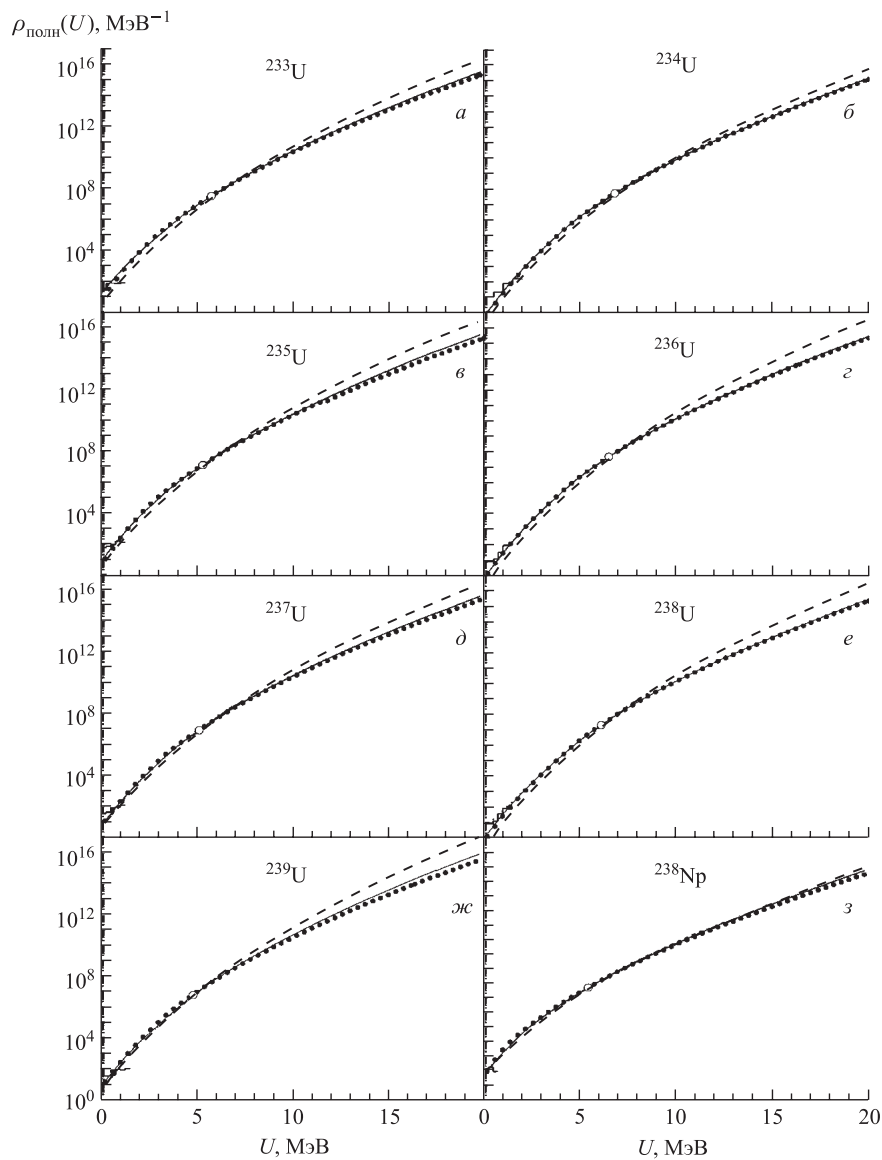 ρполн(U), МэВ⁻¹
10¹⁶
²³³U
²³⁴U
10¹²
а
б
10⁸
10⁴
10¹⁶
²³⁵U
²³⁶U
10¹²
в
г
10⁸
10⁴
10¹⁶
²³⁷U
²³⁸U
10¹²
д
е
10⁸
10⁴
10¹⁶
²³⁹U
²³⁸Np
10¹²
ж
з
10⁸
10⁴
10⁰
0 5 10 15 0 5 10 15 20
U, МэВ U, МэВ